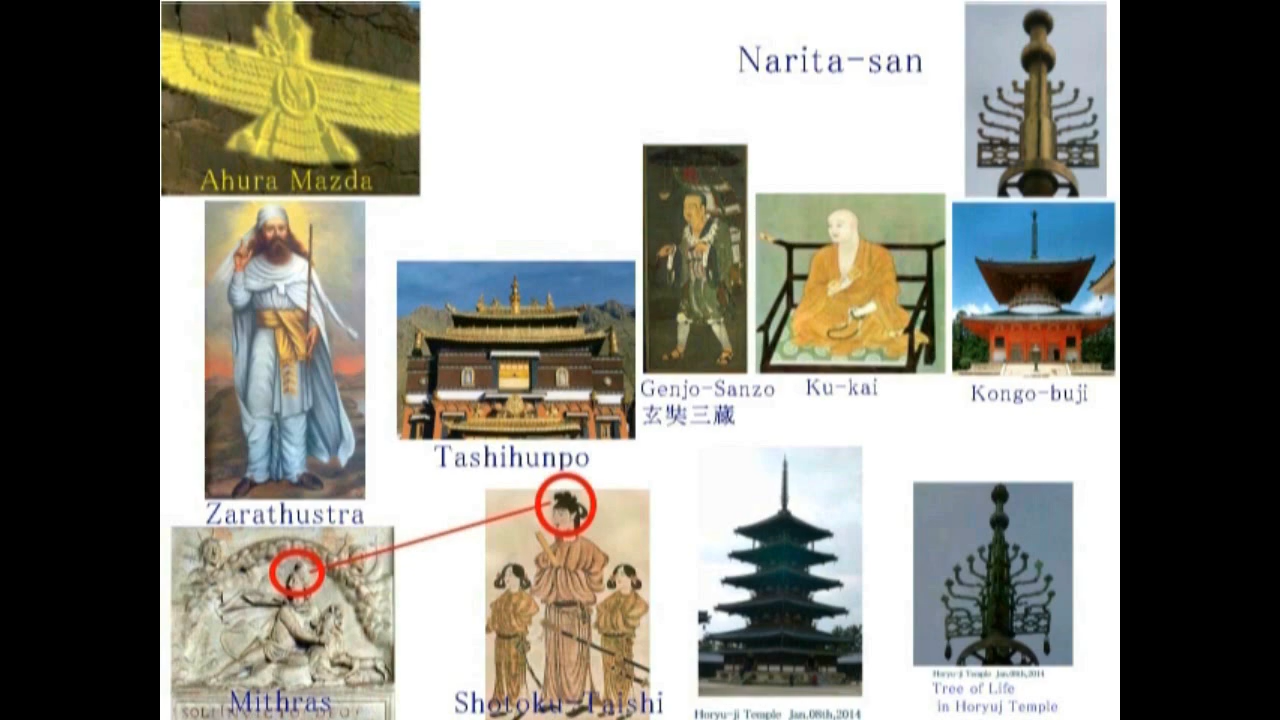 Narita-san
Ahura Mazda
Genjo-Sanzo
玄奘三蔵
Ku-kai
Kongo-buji
Tashihunpo
Zarathustra
Horyu-ji Temple Jan.08th,2014
Tree of Life
in Horyuj Temple
Mithras
Shotoku-Taishi
Horyu-ji Temple Jan,08th,2014